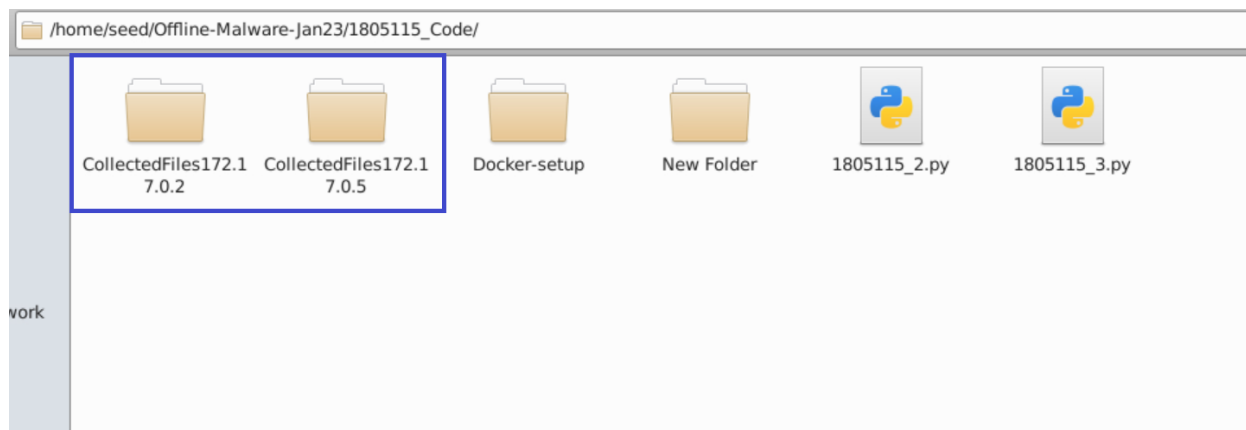 /home/seed/Offline-Malware-Jan23/1805115_Code/
CollectedFiles172.1
7.0.2
CollectedFiles172.1
7.0.5
Docker-setup
New Folder
1805115_2.py
1805115_3.py
work